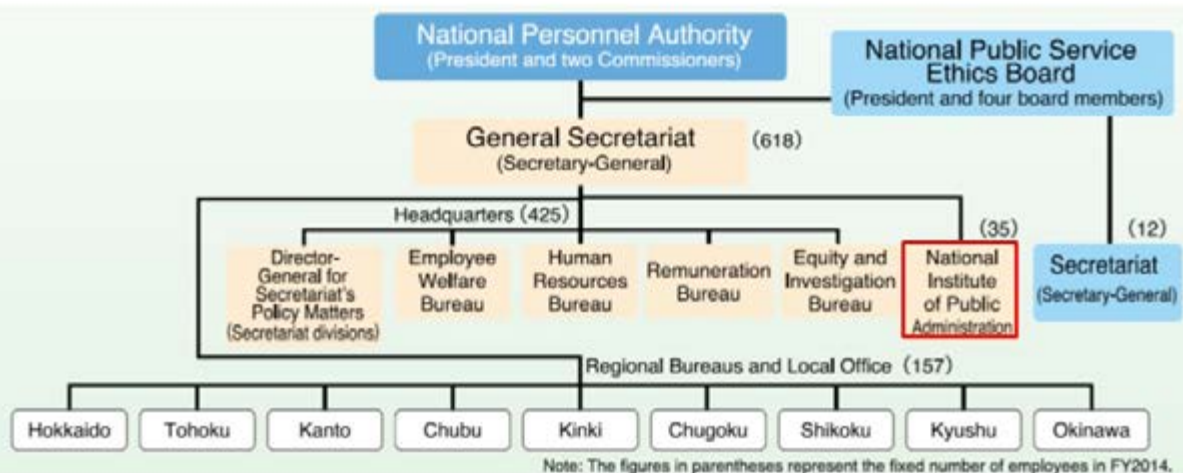 National Personnel Authority
(President and two Commissioners)
National Public Service
Ethics Board
(President and four board members)
General Secretariat
(Secretary-General)
(618)
Headquarters (425)
(35)
(12)
Director-
General for
Secretariat's
Policy Matters
(Secretariat divisions)
Employee
Welfare
Bureau
Human
Resources
Bureau
Remuneration
Bureau
Equity and
Investigation
Bureau
National
Institute
of Public
Administration
Secretariat
(Secretary-General)
Regional Bureaus and Local Office (157)
Hokkaido
Tohoku
Kanto
Chubu
Kinki
Chugoku
Shikoku
Kyushu
Okinawa
Note: The figures in parentheses represent the fixed number of employees in FY2014.